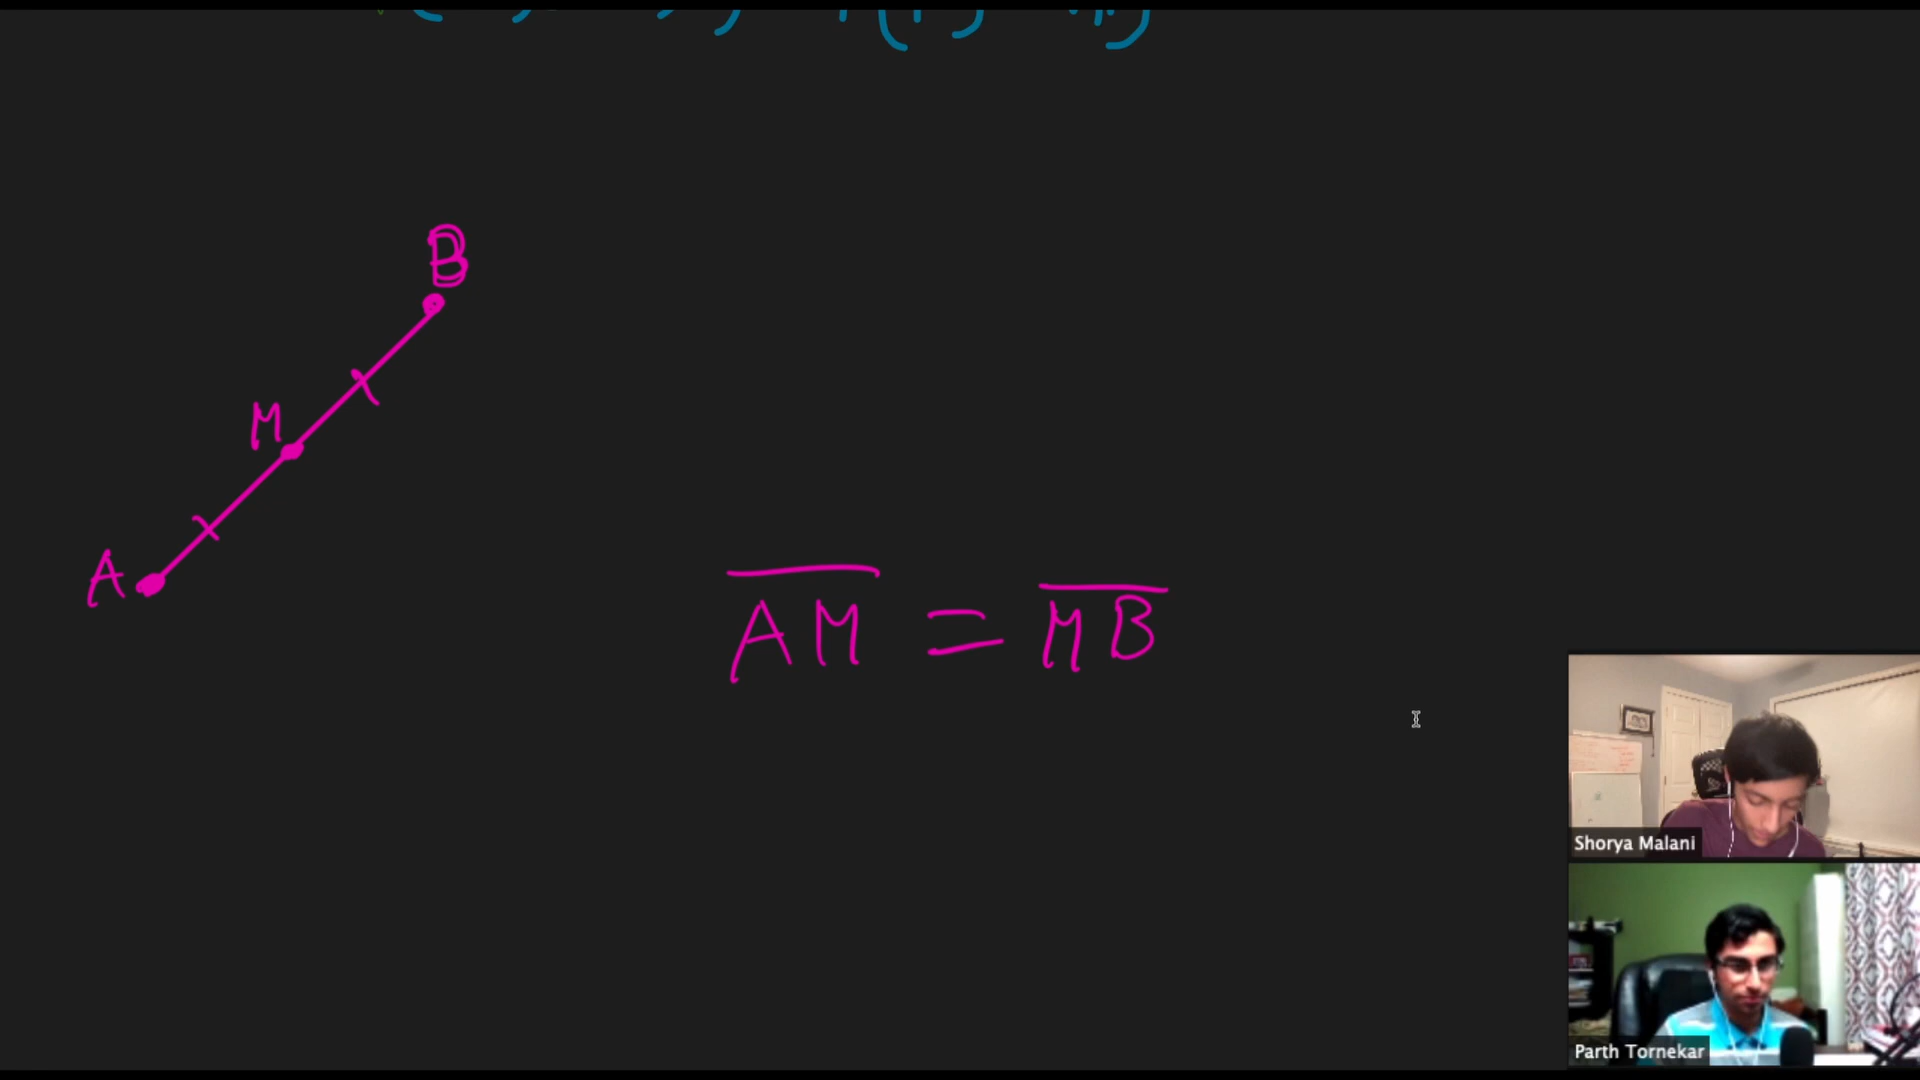 B
M
A
AM = MB
Shorya Malani
Parth Tornekar